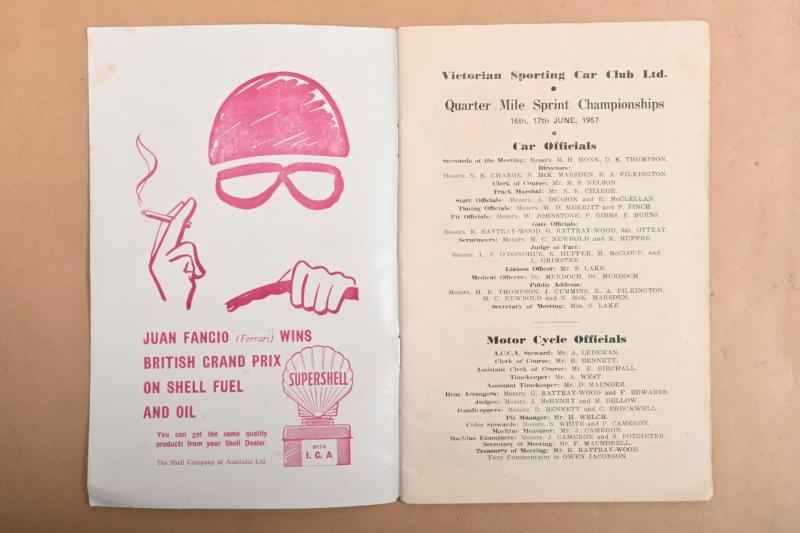 JUAN FANGIO (Ferrari) WINS
BRITISH GRAND PRIX
ON SHELL FUEL
AND OIL
You can get the same quality
products from your Shell Dealer.
The Shell Company of Australia Ltd.
SUPERSHELL
WITH
I.C.A
Victorian Sporting Car Club Ltd.
Quarter Mile Sprint Championships
16th, 17th JUNE, 1957
Car Officials
Stewards of the Meeting: Messrs. M. H. MONK, D. K. THOMPSON.
Directors:
Messrs. N. K. CHARGE, N. McK. MARSDEN, R. A. PILKINGTON.
Clerk of Course: Mr. M. S. NELSON.
Track Marshal: Mr. N. K. CHARGE.
Start Officials: Messrs. A. DEASON and R. McCLELLAN.
Timing Officials: Messrs. W. D. MERRITT and P. FINCH.
Pit Officials: Messrs. W. JOHNSTONE, F. GIBBS, P. BURNS.
Gate Officials:
Messrs. R. RATTRAY-WOOD, G. RATTRAY-WOOD, Sgt. OTTRAY.
Scrutineers: Messrs. M. C. NEWBOLD and K. HUFFER.
Judge of Fact:
Messrs. L. F. O'DONOHUE, K. HUFFER, M. McCLOUD, and
L. GRIMSTER.
Liaison Officer: Mr. S. LAKE.
Medical Officers: Dr. MURDOCH, Dr. MURDOCH.
Public Address:
Messrs. H. E. THOMPSON, J. CUMMINS, R. A. PILKINGTON,
M. C. NEWBOLD and N. McK. MARSDEN.
Secretary of Meeting: Mrs. S. LAKE.
Motor Cycle Officials
A.C.C.A. Steward: Mr. A. LUDEMAN.
Clerk of Course: Mr. R. BENNETT.
Assistant Clerk of Course: Mr. E. BIRCHALL.
Timekeeper: Mr. A. WEST.
Assistant Timekeeper: Mr. D. MAUNDER.
Heat Arrangers: Messrs. G. RATTRAY-WOOD and F. EDWARDS.
Judges: Messrs. J. McHENRY and M. DELLOW.
Handicappers: Messrs. R. BENNETT and C. BROCKWELL.
Pit Manager: Mr. H. WELCH.
Color Stewards: Messrs. N. WHITE and P. CAMERON.
Machine Measurer: Mr. J. CAMERON.
Machine Examiners: Messrs. J. CAMERON and S. POTGIETER.
Secretary of Meeting: Mr. F. MAUNDRELL.
Treasurer of Meeting: Mr. R. RATTRAY-WOOD.
Your Commentator is OWEN JACOBSON.